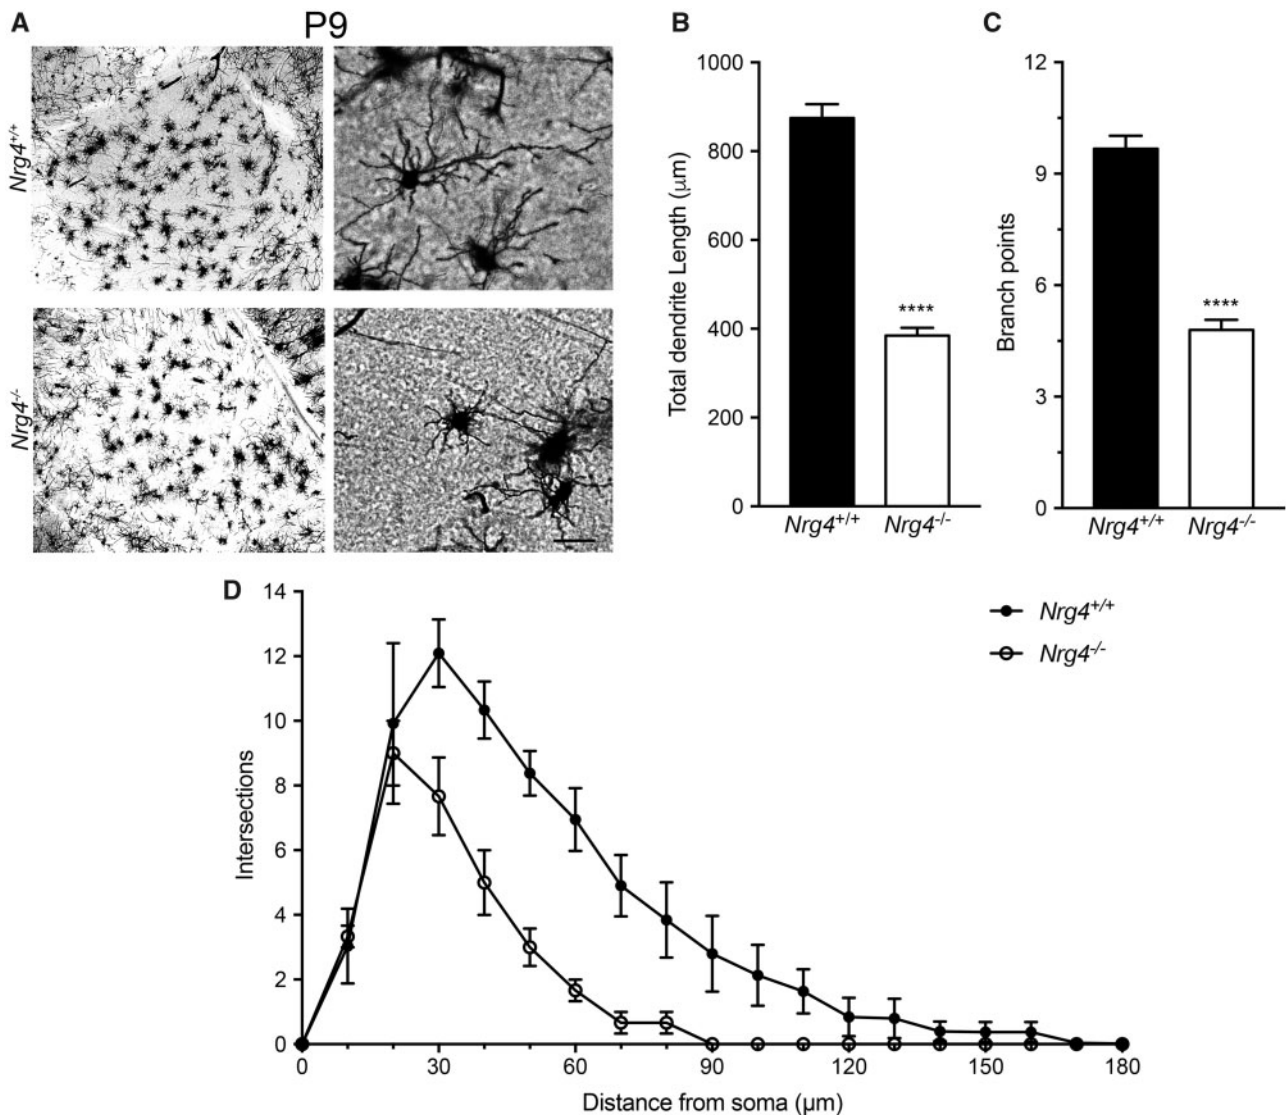 A
P9
Nrg4+/+
Nrg4-/-
B
Total dendrite Length (μm)
1000
800
600
400
200
0
****
Nrg4+/+ Nrg4-/-
C
Branch points
12
9
6
3
0
****
Nrg4+/+ Nrg4-/-
D
Intersections
14
12
10
8
6
4
2
0
0 30 60 90 120 150 180
Distance from soma (μm)
Nrg4+/+
Nrg4-/-